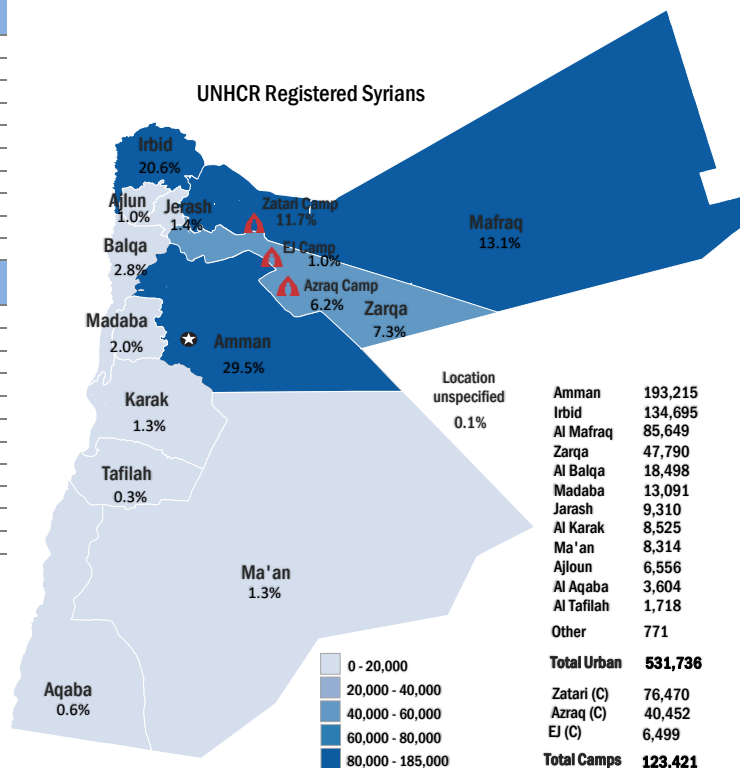 UNHCR Registered Syrians
Irbid
20.6%
Ajlun
1.0%
Jerash
1.4%
Zatari Camp
11.7%
Mafraq
13.1%
Balqa
2.8%
EJ Camp
1.0%
Azraq Camp
6.2%
Zarqa
7.3%
Madaba
2.0%
Amman
29.5%
Karak
1.3%
Location
unspecified
0.1%
Tafilah
0.3%
Ma'an
1.3%
Aqaba
0.6%
0 - 20,000
20,000 - 40,000
40,000 - 60,000
60,000 - 80,000
80,000 - 185,000
Amman 193,215
Irbid 134,695
Al Mafraq 85,649
Zarqa 47,790
Al Balqa 18,498
Madaba 13,091
Jarash 9,310
Al Karak 8,525
Ma'an 8,314
Ajloun 6,556
Al Aqaba 3,604
Al Tafilah 1,718
Other 771
Total Urban 531,736
Zatari (C) 76,470
Azraq (C) 40,452
EJ (C) 6,499
Total Camps 123,421